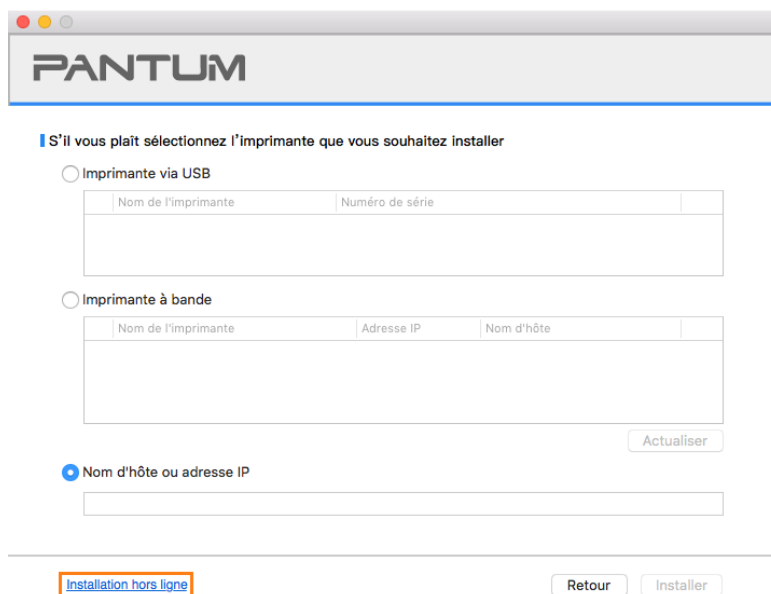 PANTUM
S'il vous plaît sélectionnez l'imprimante que vous souhaitez installer
Imprimante via USB
Nom de l'imprimante Numéro de série
Imprimante à bande
Nom de l'imprimante Adresse IP Nom d'hôte
Actualiser
Nom d'hôte ou adresse IP
Installation hors ligne Retour Installer